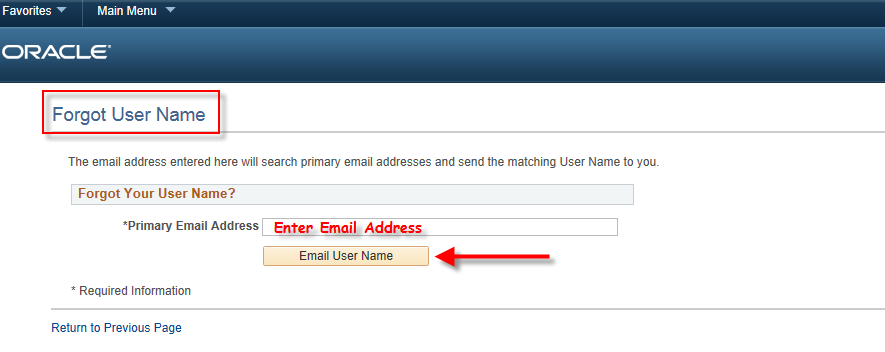 Favorites Main Menu
ORACLE
Forgot User Name
The email address entered here will search primary email addresses and send the matching User Name to you.
Forgot Your User Name?
*Primary Email Address Enter Email Address
Email User Name
* Required Information
Return to Previous Page